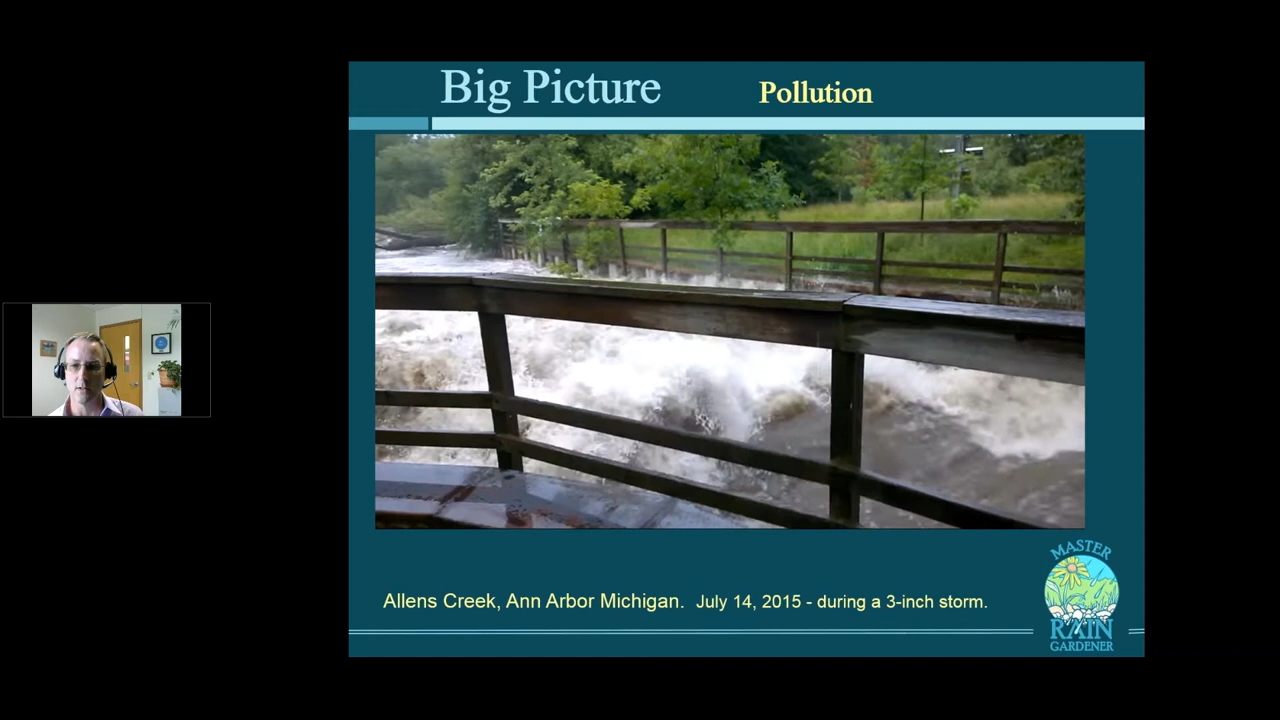 Big Picture
Pollution
Allens Creek, Ann Arbor Michigan. July 14, 2015 - during a 3-inch storm.
MASTER
RAIN
GARDENER